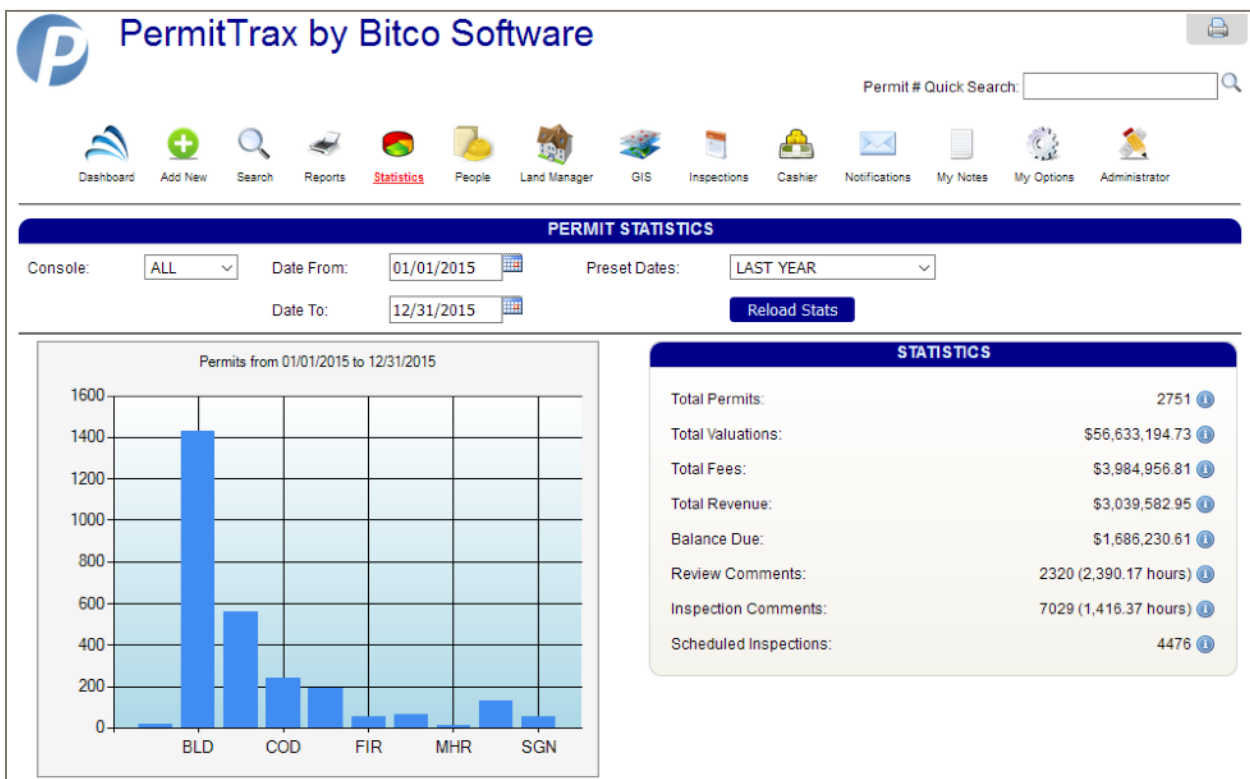 P PermitTrax by Bitco Software
Permit # Quick Search:
Dashboard Add New Search Reports Statistics People Land Manager GIS Inspections Cashier Notifications My Notes My Options Administrator
PERMIT STATISTICS
Console: ALL Date From: 01/01/2015 Preset Dates: LAST YEAR
Date To: 12/31/2015 Reload Stats
Permits from 01/01/2015 to 12/31/2015
1600
1400
1200
1000
800
600
400
200
0
BLD COD FIR MHR SGN
STATISTICS
Total Permits: 2751
Total Valuations: $56,633,194.73
Total Fees: $3,984,956.81
Total Revenue: $3,039,582.95
Balance Due: $1,686,230.61
Review Comments: 2320 (2,390.17 hours)
Inspection Comments: 7029 (1,416.37 hours)
Scheduled Inspections: 4476